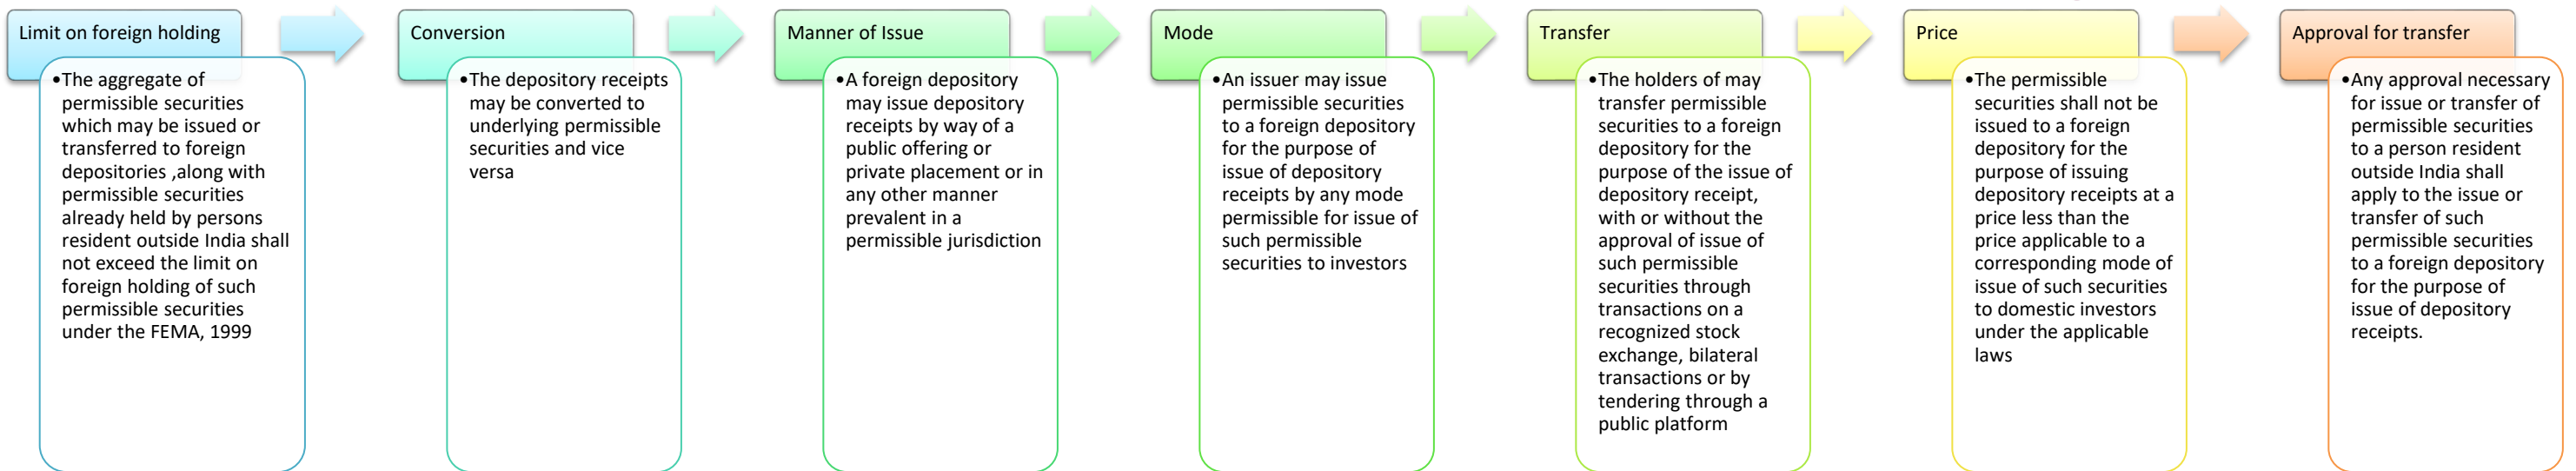 Limit on foreign holding
•The aggregate of
permissible securities
which may be issued or
transferred to foreign
depositories ,along with
permissible securities
already held by persons
resident outside India shall
not exceed the limit on
foreign holding of such
permissible securities
under the FEMA, 1999
Conversion
•The depository receipts
may be converted to
underlying permissible
securities and vice
versa
Manner of Issue
•A foreign depository
may issue depository
receipts by way of a
public offering or
private placement or in
any other manner
prevalent in a
permissible jurisdiction
Mode
•An issuer may issue
permissible securities
to a foreign depository
for the purpose of
issue of depository
receipts by any mode
permissible for issue of
such permissible
securities to investors
Transfer
•The holders of may
transfer permissible
securities to a foreign
depository for the
purpose of the issue of
depository receipt,
with or without the
approval of issue of
such permissible
securities through
transactions on a
recognized stock
exchange, bilateral
transactions or by
tendering through a
public platform
Price
•The permissible
securities shall not be
issued to a foreign
depository for the
purpose of issuing
depository receipts at a
price less than the
price applicable to a
corresponding mode of
issue of such securities
to domestic investors
under the applicable
laws
Approval for transfer
•Any approval necessary
for issue or transfer of
permissible securities
to a person resident
outside India shall
apply to the issue or
transfer of such
permissible securities
to a foreign depository
for the purpose of
issue of depository
receipts.